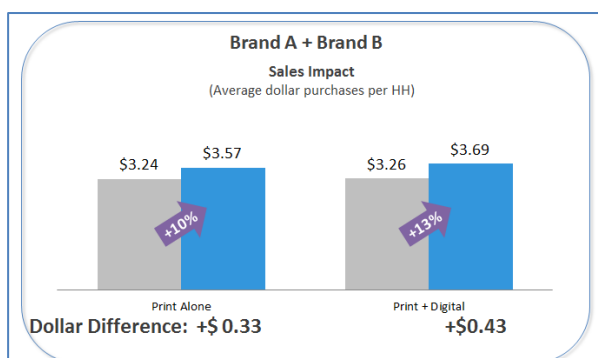 Brand A + Brand B
Sales Impact
(Average dollar purchases per HH)
$3.24
$3.57
$3.26
$3.69
+10%
+13%
Print Alone
Print + Digital
Dollar Difference: +$ 0.33
+$0.43